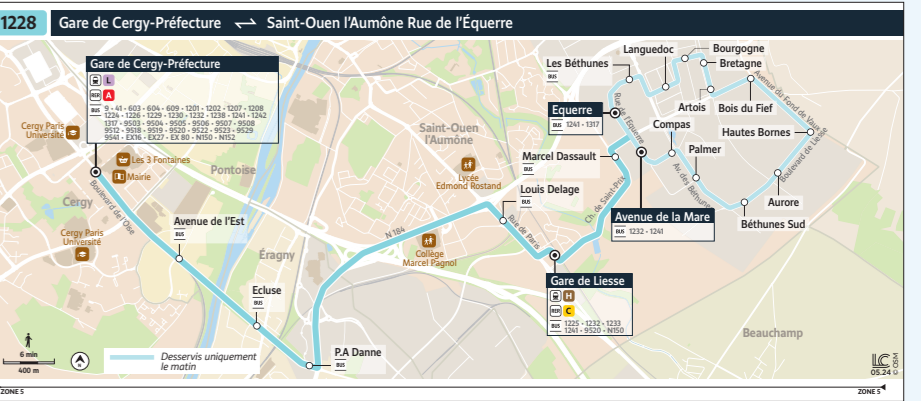 1228 Gare de Cergy-Préfecture Saint-Ouen l'Aumône Rue de l'Équerre
Gare de Cergy-Préfecture
L
RER A
BUS 9 • 41 • 603 • 604 • 609 • 1201 • 1202 • 1207 • 1208
1224 • 1226 • 1229 • 1230 • 1232 • 1238 • 1241 • 1242
1317 • 9503 • 9504 • 9505 • 9506 • 9507 • 9508
9512 • 9518 • 9519 • 9520 • 9522 • 9523 • 9529
9541 • EX16 • EX27 • EX 80 • N150 • N152
Cergy Paris
Université
Les 3 Fontaines
Mairie
Cergy
Boulevard de l'Oise
Cergy Paris
Université
Pontoise
Avenue de l'Est
BUS
Éragny
Ecluse
BUS
P.A Danne
BUS
N 184
Saint-Ouen
l'Aumône
Lycée
Edmond Rostand
Collège
Marcel Pagnol
Louis Delage
BUS
Rue de Paris
Gare de Liesse
H
RER C
BUS 1225 • 1232 • 1233
1241 • 9520 • N150
Ch. de Saint-Prix
Marcel Dassault
BUS
Avenue de la Mare
BUS 1232 • 1241
Equerre
BUS 1241 • 1317
Rue de l'Equerre
Les Béthunes
BUS
Languedoc
Bourgogne
Bretagne
Artois
Bois du Fief
Avenue du Fond de Vaux
Hautes Bornes
Boulevard de Liesse
Aurore
Béthunes Sud
Av. des Béthunes
Palmer
Compas
Beauchamp
6 min
400 m
N
Desservis uniquement
le matin
LC
05.24
© OSM
ZONE 5
ZONE 5